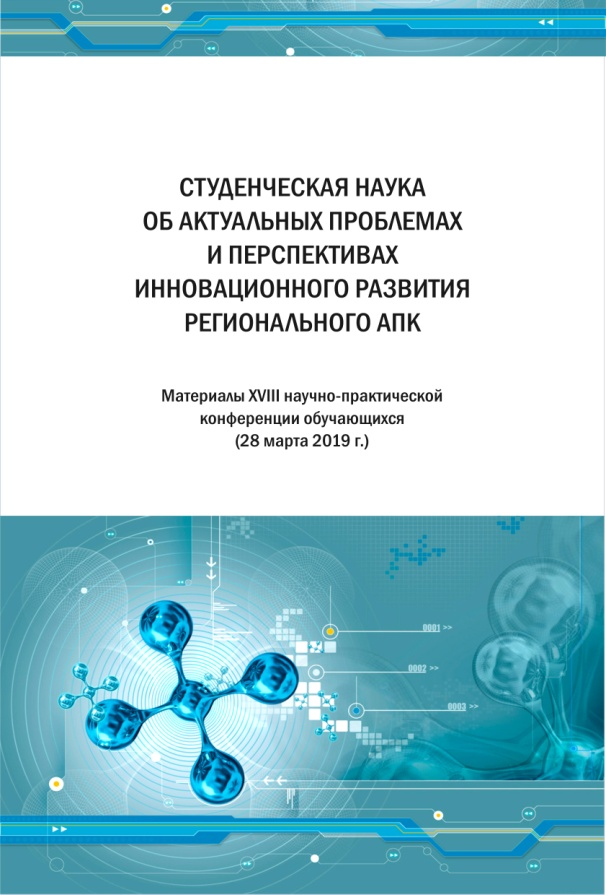 СТУДЕНЧЕСКАЯ НАУКА
ОБ АКТУАЛЬНЫХ ПРОБЛЕМАХ
И ПЕРСПЕКТИВАХ
ИННОВАЦИОННОГО РАЗВИТИЯ
РЕГИОНАЛЬНОГО АПК
Материалы XVIII научно-практической
конференции обучающихся
(28 марта 2019 г.)
0001 >>
0002 >>
0003 >>